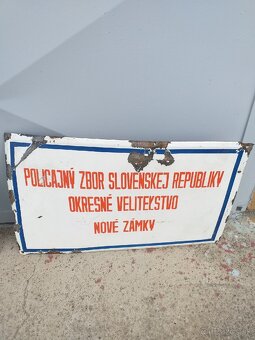 POLICAJNÝ ZBOR SLOVENSKEJ REPUBLIKY
OKRESNÉ VELITEĽSTVO
NOVÉ ZÁMKY